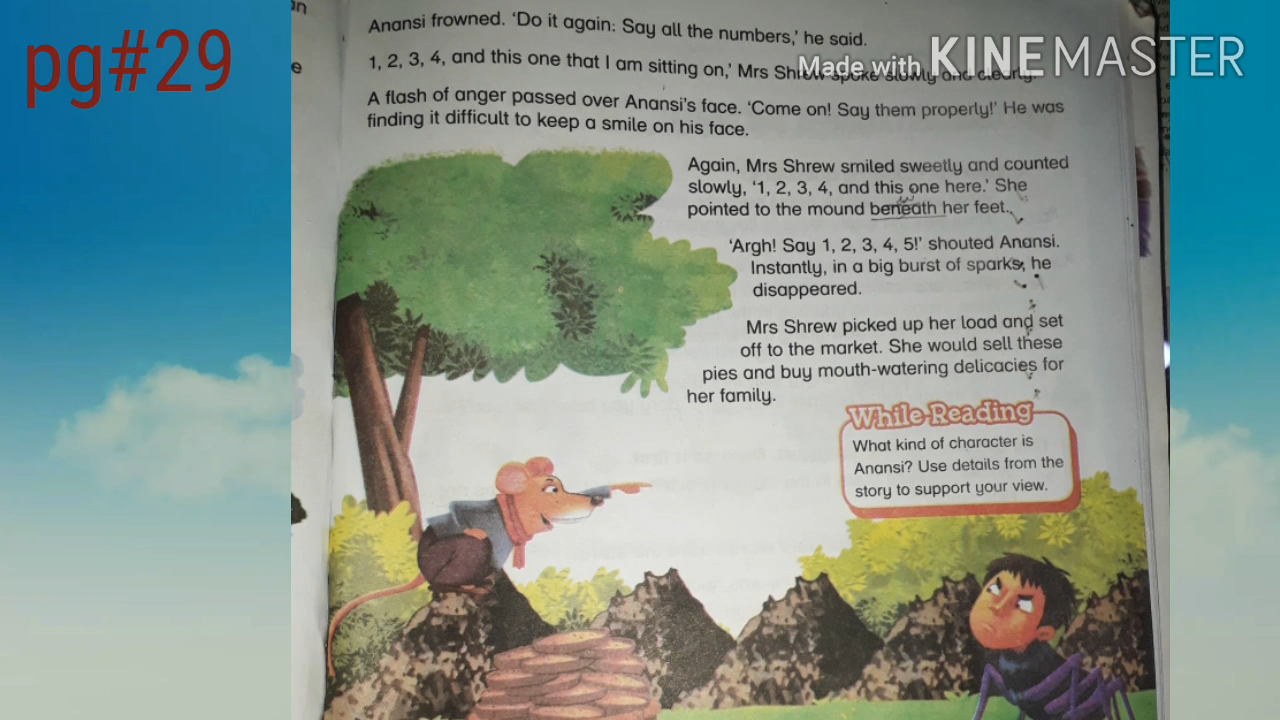 pg#29
Made with KINEMASTER
Anansi frowned. ‘Do it again. Say all the numbers,’ he said.
1, 2, 3, 4, and this one that I am sitting on,’ Mrs Shrew spoke slowly and clearly.
A flash of anger passed over Anansi’s face. ‘Come on! Say them properly!’ He was
finding it difficult to keep a smile on his face.
Again, Mrs Shrew smiled sweetly and counted
slowly, ‘1, 2, 3, 4, and this one here.’ She
pointed to the mound beneath her feet.
‘Argh! Say 1, 2, 3, 4, 5!’ shouted Anansi.
Instantly, in a big burst of sparks, he
disappeared.
Mrs Shrew picked up her load and set
off to the market. She would sell these
pies and buy mouth-watering delicacies for
her family.
While Reading
What kind of character is
Anansi? Use details from the
story to support your view.